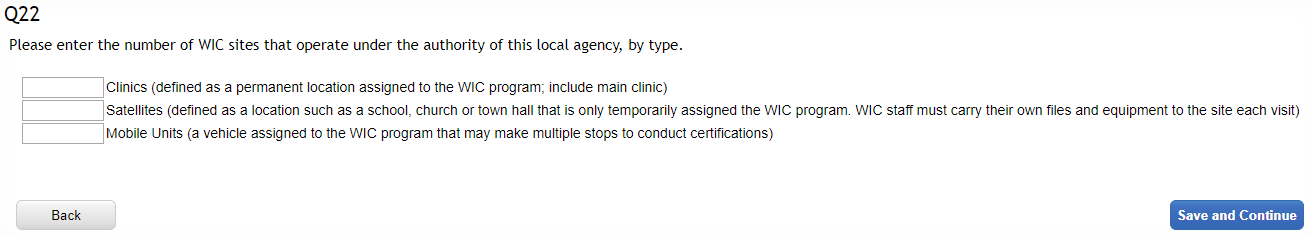 Q22
Please enter the number of WIC sites that operate under the authority of this local agency, by type.
Clinics (defined as a permanent location assigned to the WIC program; include main clinic)
Satellites (defined as a location such as a school, church or town hall that is only temporarily assigned the WIC program. WIC staff must carry their own files and equipment to the site each visit)
Mobile Units (a vehicle assigned to the WIC program that may make multiple stops to conduct certifications)
Back
Save and Continue